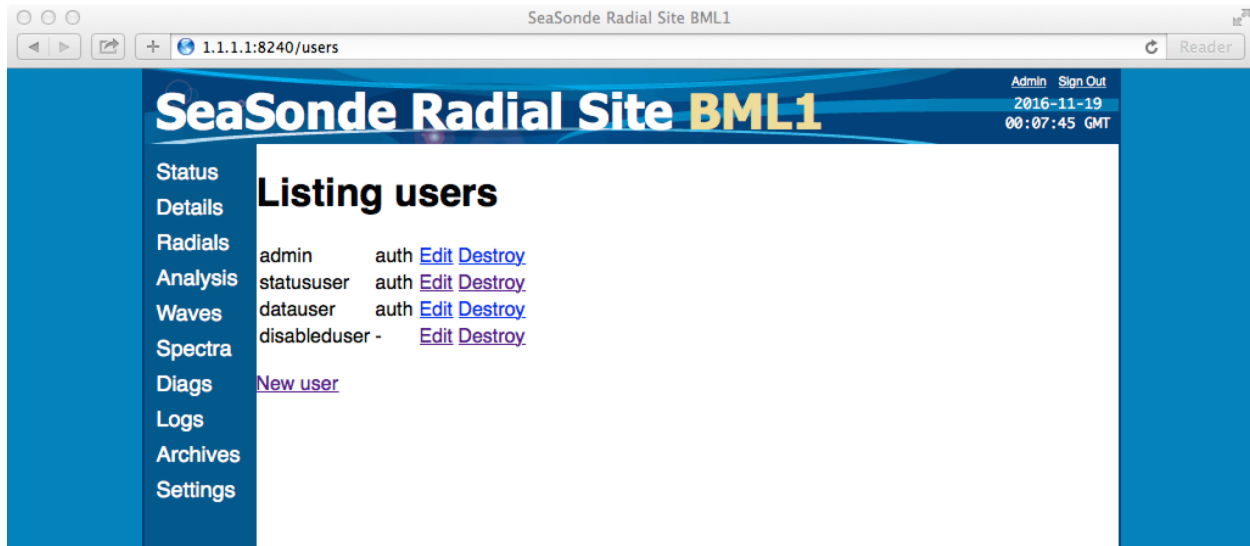 SeaSonde Radial Site BML1
1.1.1.1:8240/users
Reader
SeaSonde Radial Site BML1
Admin Sign Out
2016-11-19
00:07:45 GMT
Status
Details
Radials
Analysis
Waves
Spectra
Diags
Logs
Archives
Settings
Listing users
admin auth Edit Destroy
statususer auth Edit Destroy
datauser auth Edit Destroy
disableduser - Edit Destroy
New user